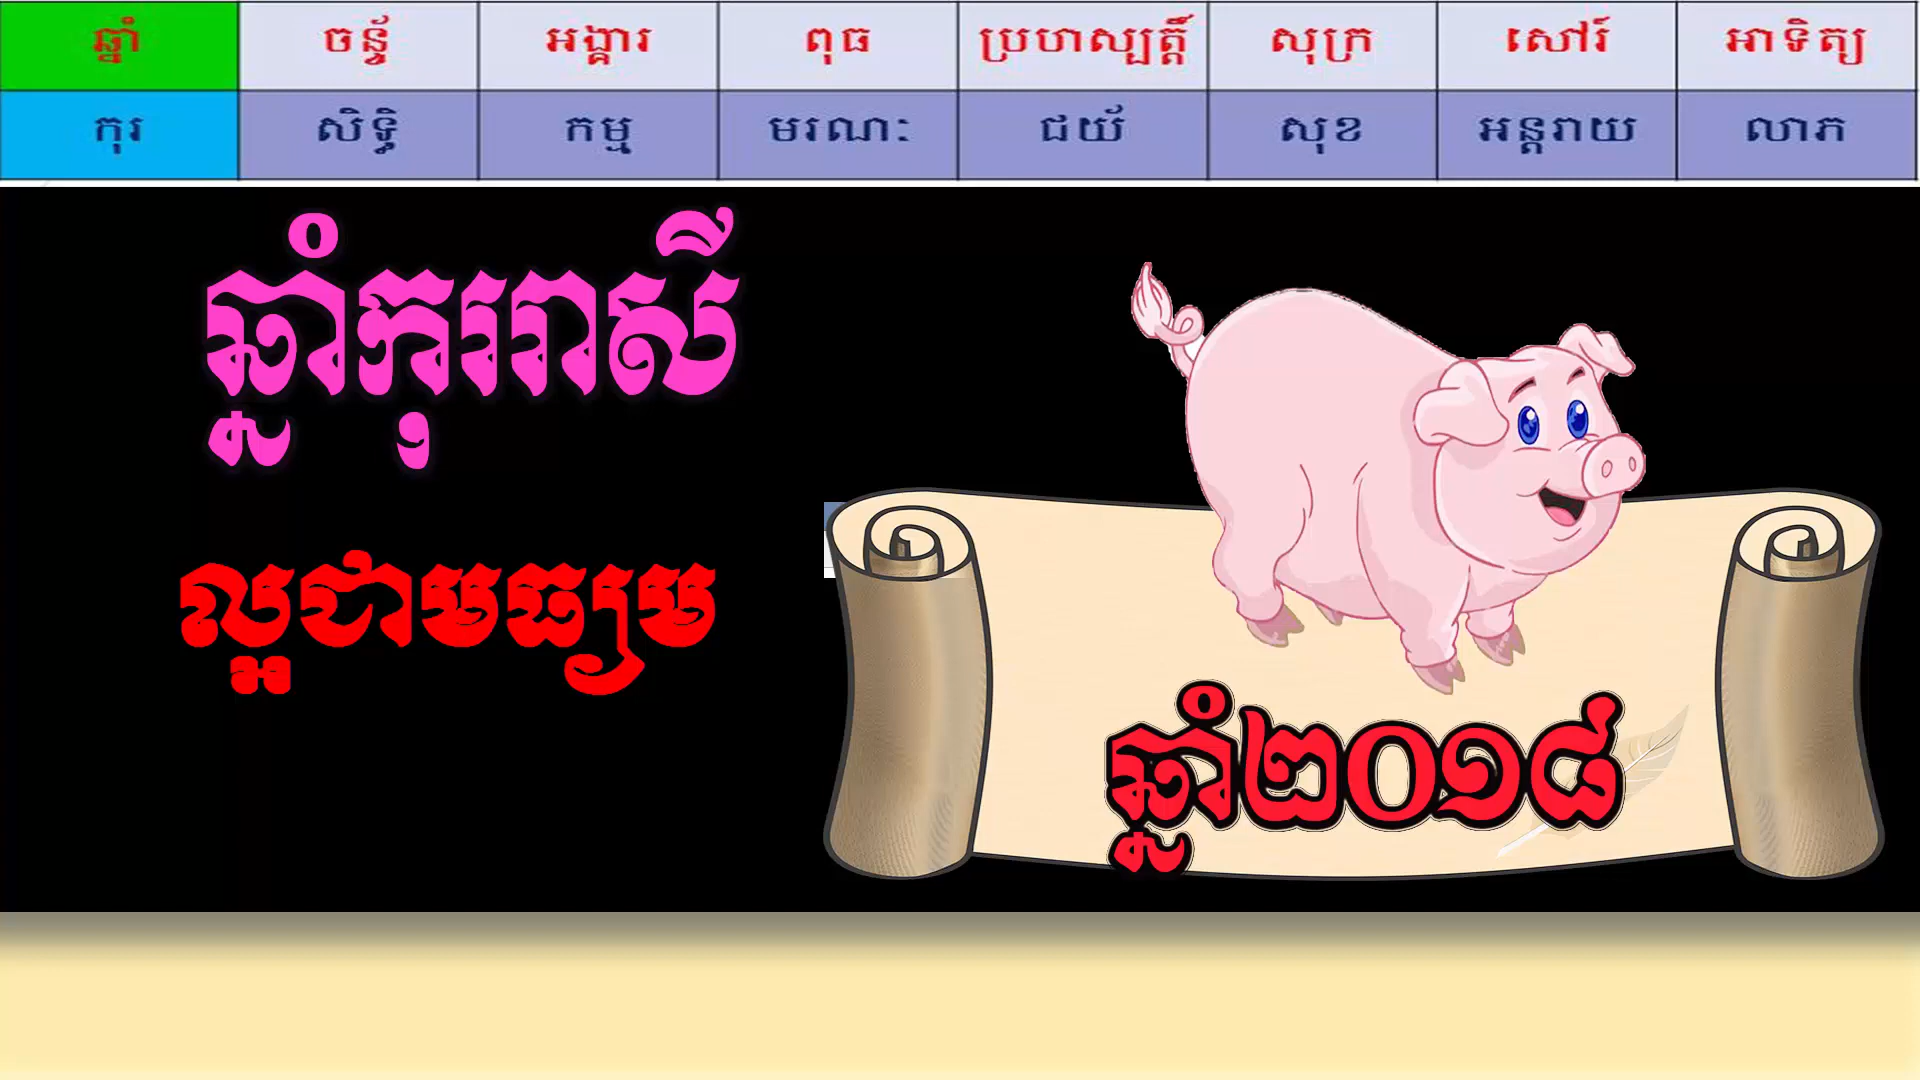 ឆ្នាំ ចន្ទ័ អង្គារ ពុធ ប្រហស្បត្តិ៍ សុក្រ សៅរ៍ អាទិត្យ
កុរ សិទ្ធិ កម្ម មរណៈ ជយ័ សុខ អន្តរាយ លាភ
ឆ្នាំកុររាសី
ល្អជាមធ្យម
ឆ្នាំ២០១៨